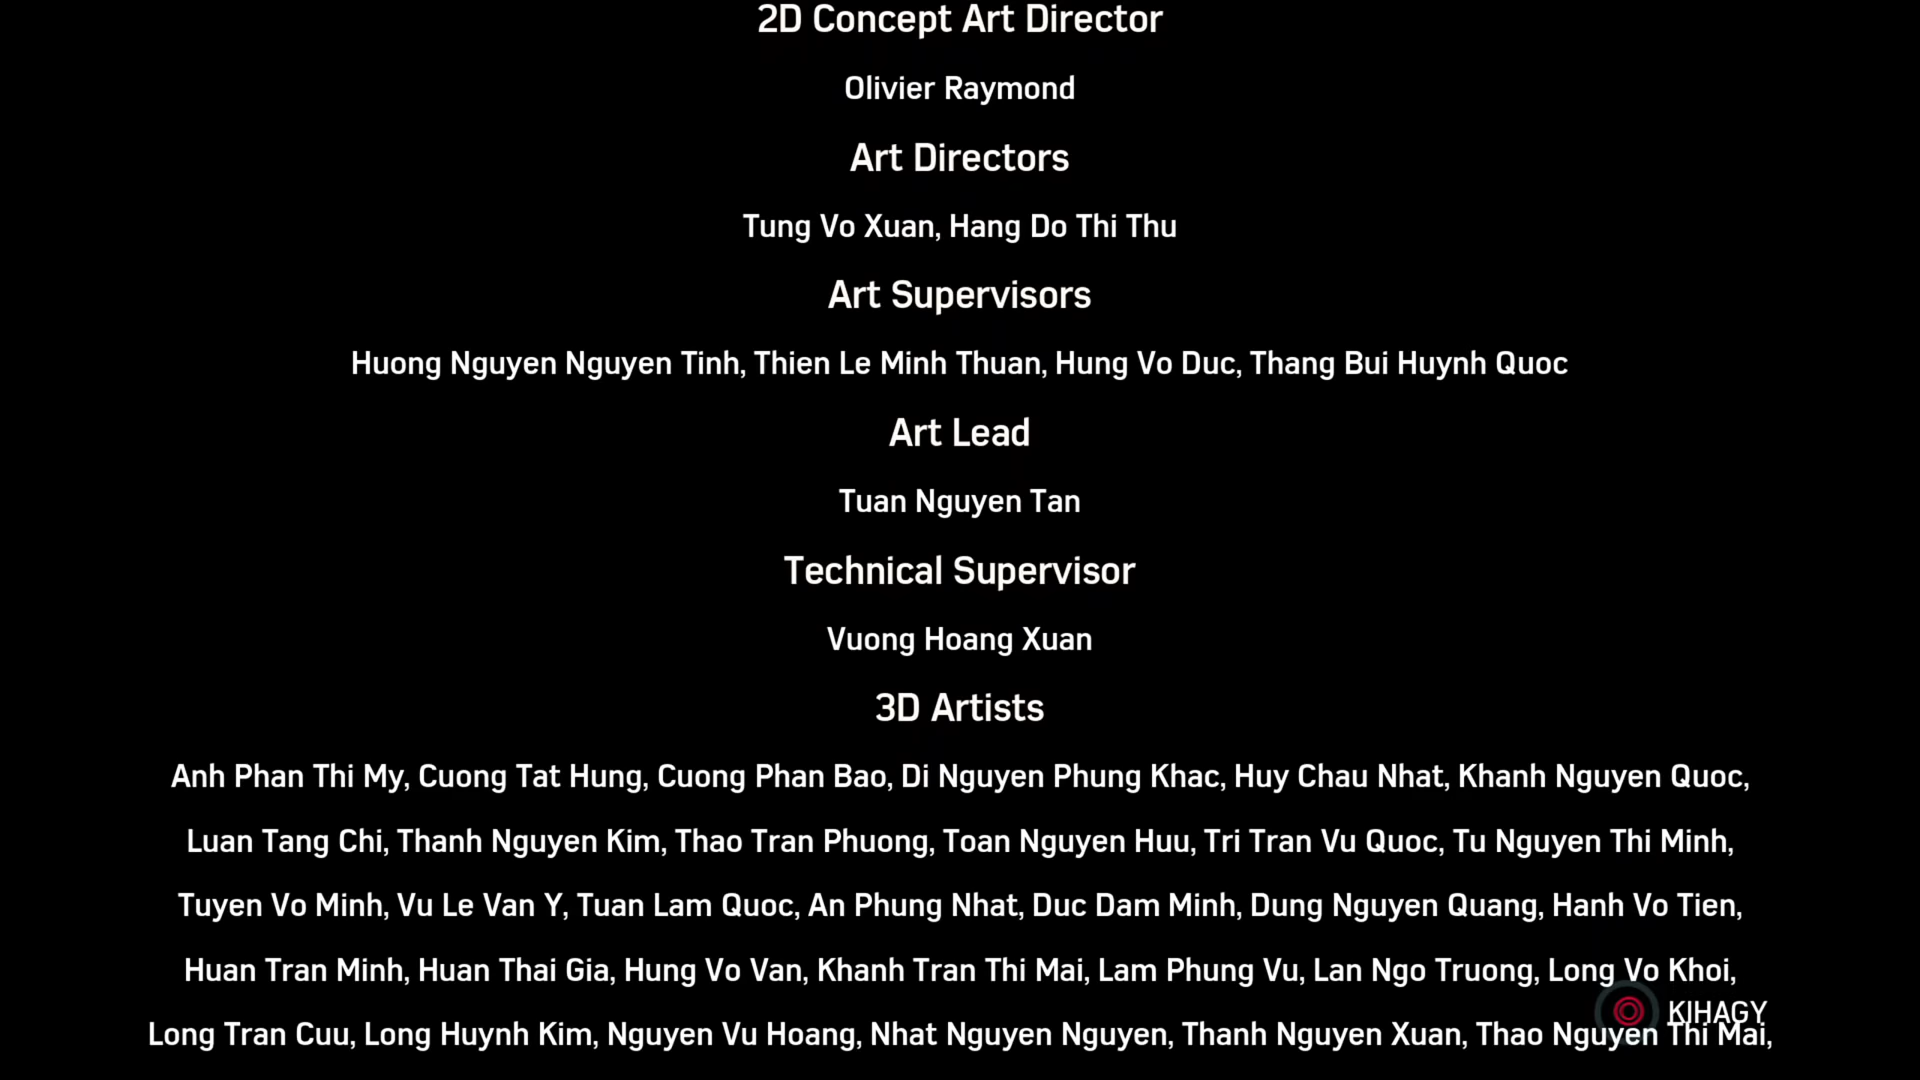 2D Concept Art Director
Olivier Raymond
Art Directors
Tung Vo Xuan, Hang Do Thi Thu
Art Supervisors
Huong Nguyen Nguyen Tinh, Thien Le Minh Thuan, Hung Vo Duc, Thang Bui Huynh Quoc
Art Lead
Tuan Nguyen Tan
Technical Supervisor
Vuong Hoang Xuan
3D Artists
Anh Phan Thi My, Cuong Tat Hung, Cuong Phan Bao, Di Nguyen Phung Khac, Huy Chau Nhat, Khanh Nguyen Quoc,
Luan Tang Chi, Thanh Nguyen Kim, Thao Tran Phuong, Toan Nguyen Huu, Tri Tran Vu Quoc, Tu Nguyen Thi Minh,
Tuyen Vo Minh, Vu Le Van Y, Tuan Lam Quoc, An Phung Nhat, Duc Dam Minh, Dung Nguyen Quang, Hanh Vo Tien,
Huan Tran Minh, Huan Thai Gia, Hung Vo Van, Khanh Tran Thi Mai, Lam Phung Vu, Lan Ngo Truong, Long Vo Khoi,
KIHAGY
Long Tran Cuu, Long Huynh Kim, Nguyen Vu Hoang, Nhat Nguyen Nguyen, Thanh Nguyen Xuan, Thao Nguyen Thi Mai,